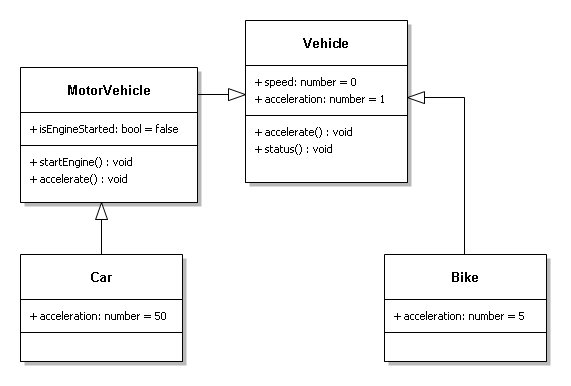 Vehicle
+ speed: number = 0
+ acceleration: number = 1
+ accelerate() : void
+ status() : void
MotorVehicle
+ isEngineStarted: bool = false
+ startEngine() : void
+ accelerate() : void
Car
+ acceleration: number = 50
Bike
+ acceleration: number = 5